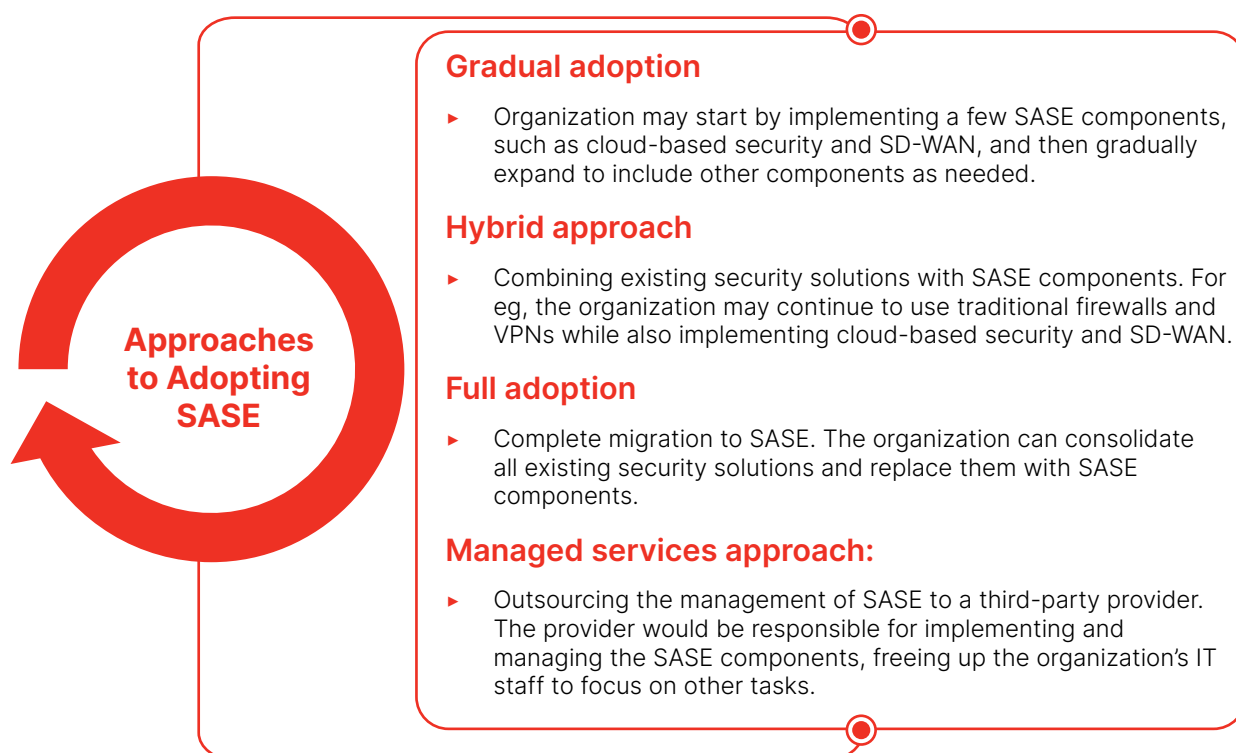 Approaches
to Adopting
SASE
Gradual adoption
► Organization may start by implementing a few SASE components,
such as cloud-based security and SD-WAN, and then gradually
expand to include other components as needed.
Hybrid approach
► Combining existing security solutions with SASE components. For
eg, the organization may continue to use traditional firewalls and
VPNs while also implementing cloud-based security and SD-WAN.
Full adoption
► Complete migration to SASE. The organization can consolidate
all existing security solutions and replace them with SASE
components.
Managed services approach:
► Outsourcing the management of SASE to a third-party provider.
The provider would be responsible for implementing and
managing the SASE components, freeing up the organization’s IT
staff to focus on other tasks.